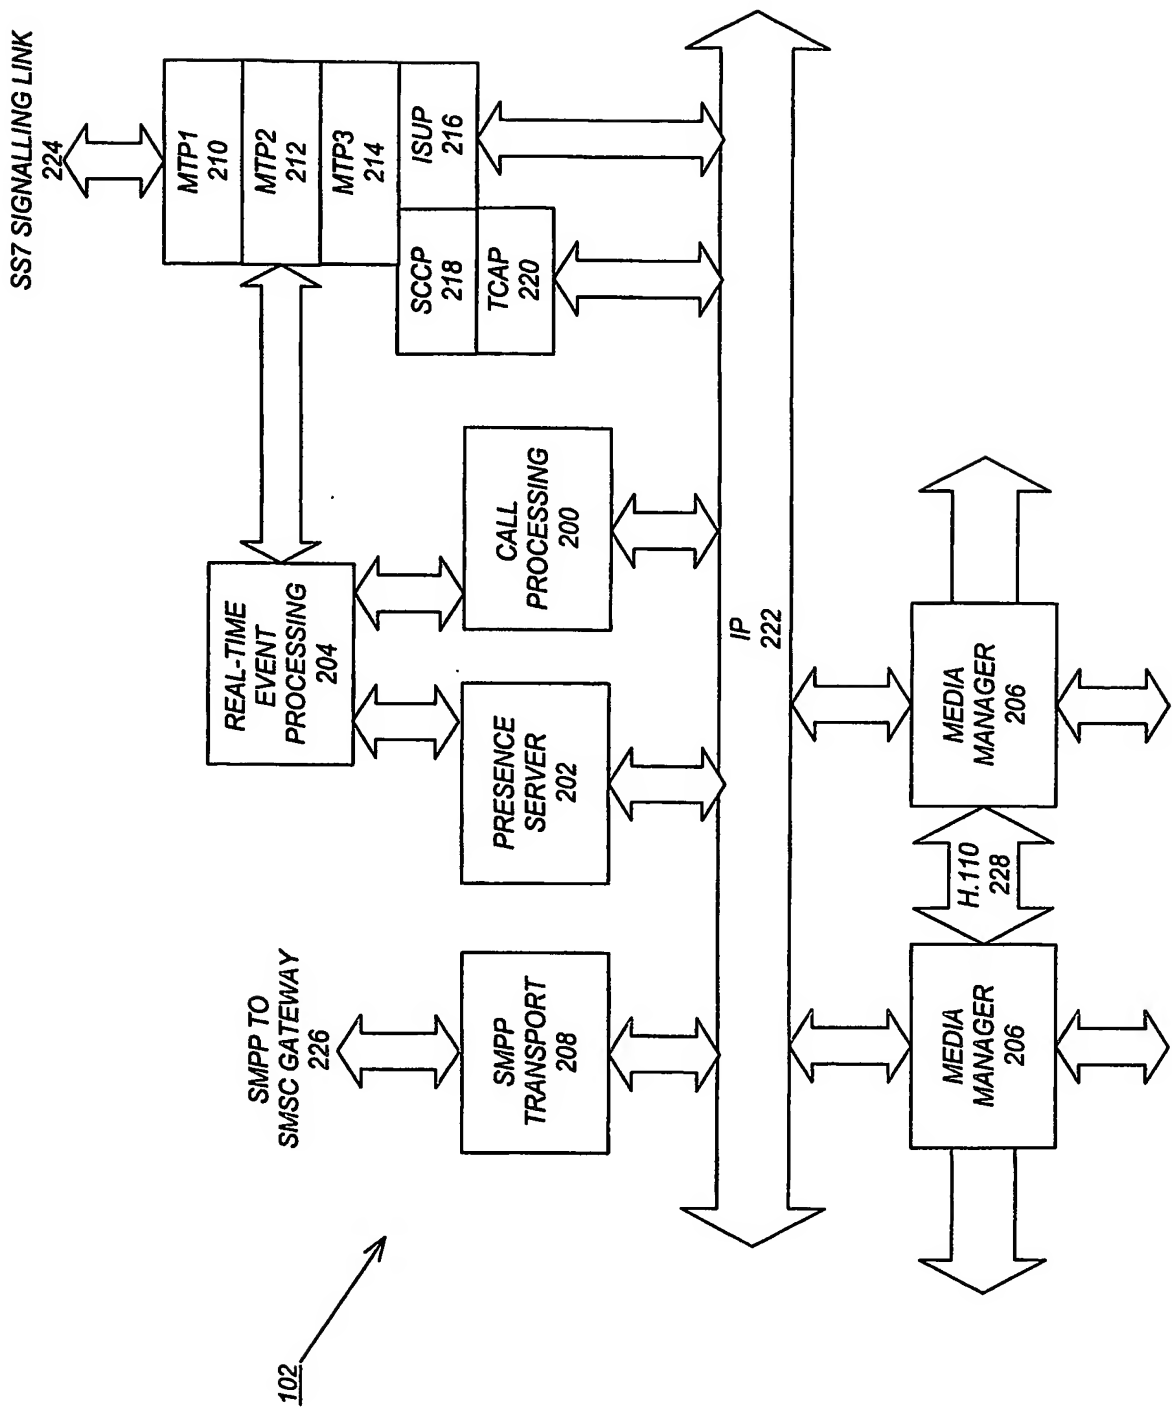 SS7 SIGNALLING LINK
224
MTP1
210
MTP2
212
MTP3
214
ISUP
216
SCCP
218
TCAP
220
REAL-TIME
EVENT
PROCESSING
204
CALL
PROCESSING
200
PRESENCE
SERVER
202
SMPP TO
SMSC GATEWAY
226
SMPP
TRANSPORT
208
IP
222
MEDIA
MANAGER
206
H.110
228
MEDIA
MANAGER
206
102